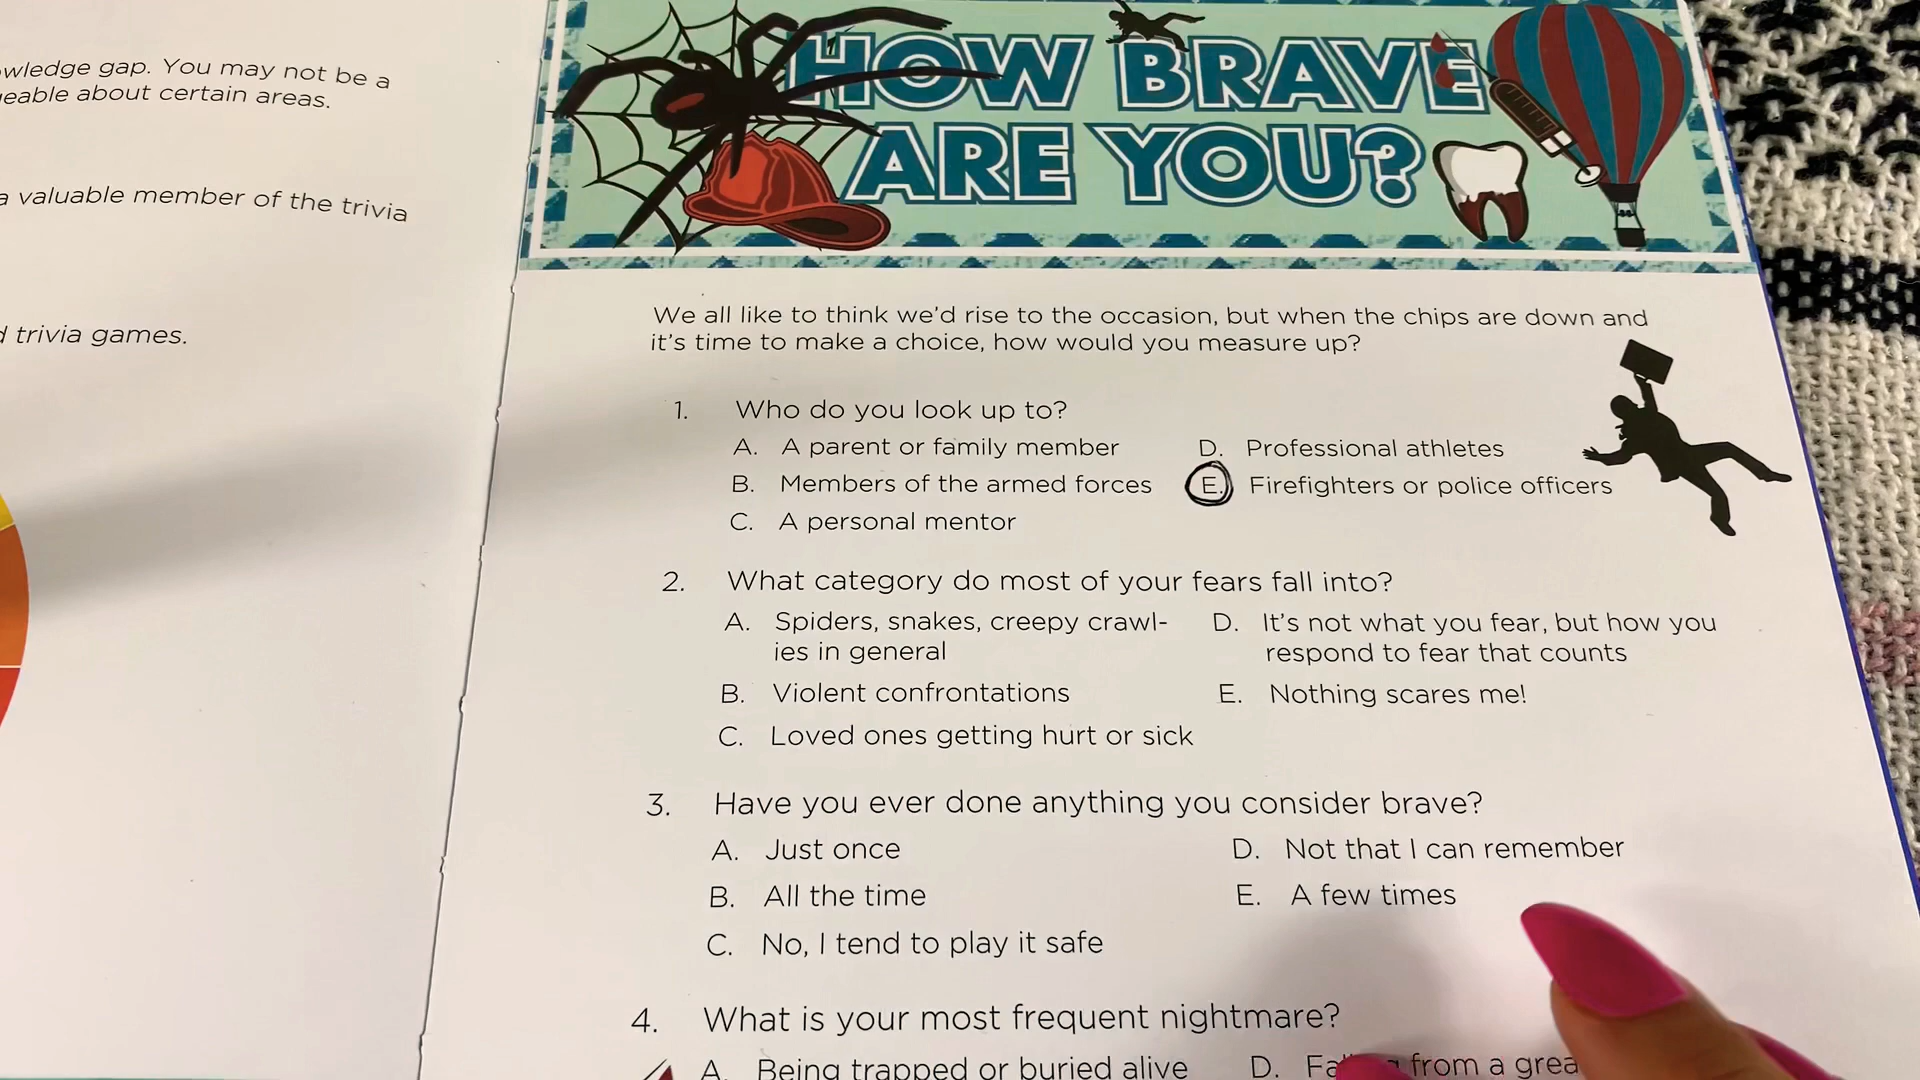 wledge gap. You may not be a
eable about certain areas.
a valuable member of the trivia
d trivia games.
HOW BRAVE
ARE YOU?
We all like to think we'd rise to the occasion, but when the chips are down and
it's time to make a choice, how would you measure up?
1. Who do you look up to?
A. A parent or family member
B. Members of the armed forces
C. A personal mentor
D. Professional athletes
E. Firefighters or police officers
2. What category do most of your fears fall into?
A. Spiders, snakes, creepy crawl-
ies in general
B. Violent confrontations
C. Loved ones getting hurt or sick
D. It's not what you fear, but how you
respond to fear that counts
E. Nothing scares me!
3. Have you ever done anything you consider brave?
A. Just once
B. All the time
C. No, I tend to play it safe
D. Not that I can remember
E. A few times
4. What is your most frequent nightmare?
A. Being trapped or buried alive
D. from a